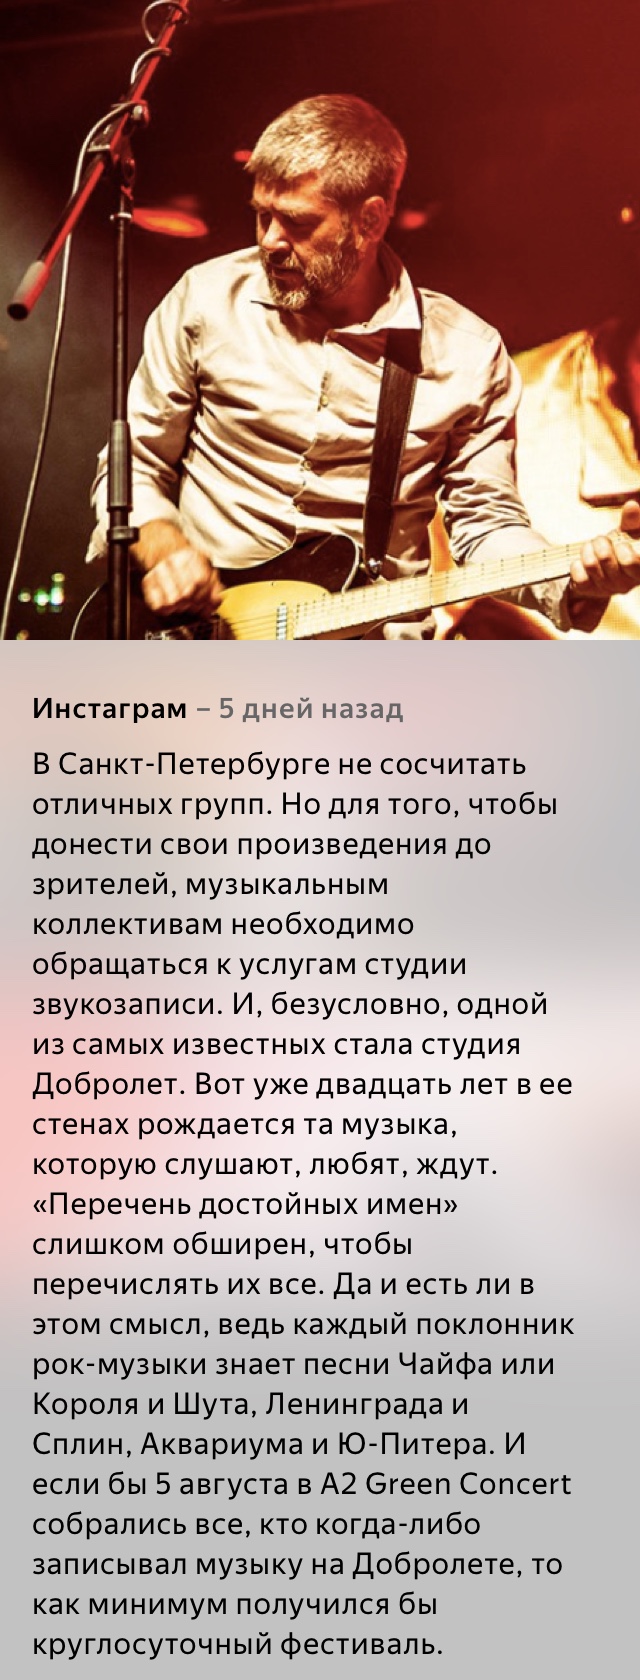 Инстаграм – 5 дней назад
В Санкт-Петербурге не сосчитать
отличных групп. Но для того, чтобы
донести свои произведения до
зрителей, музыкальным
коллективам необходимо
обращаться к услугам студии
звукозаписи. И, безусловно, одной
из самых известных стала студия
Добролет. Вот уже двадцать лет в ее
стенах рождается та музыка,
которую слушают, любят, ждут.
«Перечень достойных имен»
слишком обширен, чтобы
перечислять их все. Да и есть ли в
этом смысл, ведь каждый поклонник
рок-музыки знает песни Чайфа или
Короля и Шута, Ленинграда и
Сплин, Аквариума и Ю-Питера. И
если бы 5 августа в А2 Green Concert
собрались все, кто когда-либо
записывал музыку на Добролете, то
как минимум получился бы
круглосуточный фестиваль.